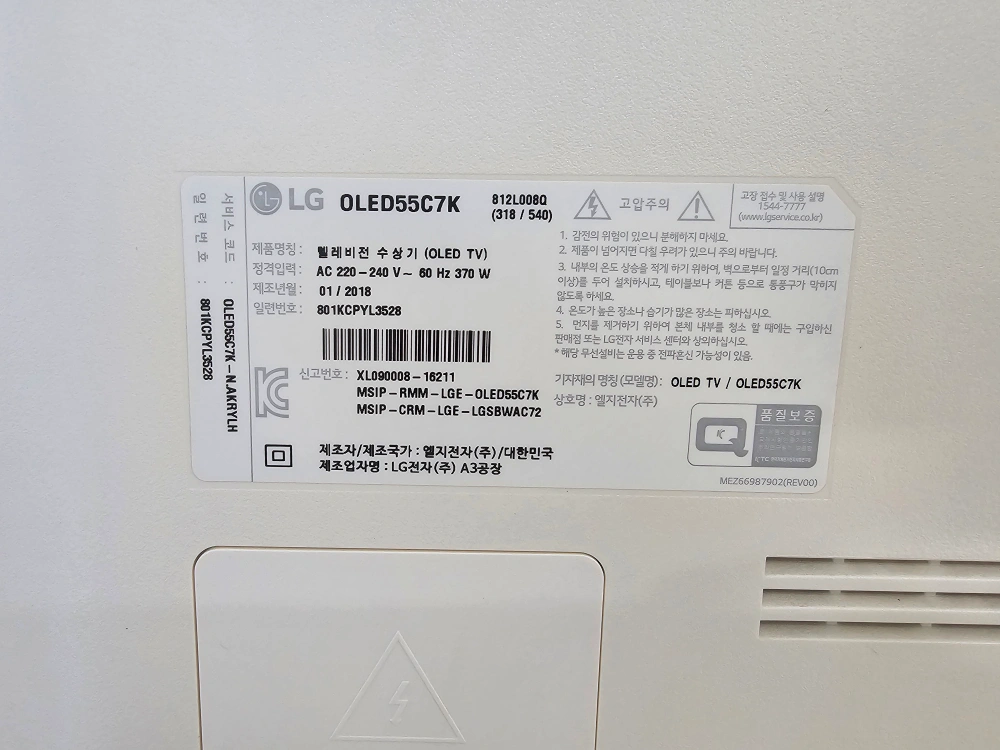 서비스 코드 : OLED55C7K-N.AKRYLH
일 련 번 호 : 801KCPYL3528
LG OLED55C7K
812L008Q
(318 / 540)
제품명칭 : 텔레비전 수상기 (OLED TV)
정격입력 : AC 220-240 V~ 60 Hz 370 W
제조년월 : 01 / 2018
일련번호 : 801KCPYL3528
신고번호 : XL090008-16211
MSIP-RMM-LGE-OLED55C7K
MSIP-CRM-LGE-LGSBWAC72
제조자/제조국가 : 엘지전자(주)/대한민국
제조업자명 : LG전자(주) A3공장
고압주의
고장 접수 및 사용 설명
1544-7777
(www.lgservice.co.kr)
1. 감전의 위험이 있으니 분해하지 마세요.
2. 제품이 넘어지면 다칠 우려가 있으니 주의 바랍니다.
3. 내부의 온도 상승을 적게 하기 위하여, 벽으로부터 일정 거리(10cm
이상)를 두어 설치하시고, 테이블보나 커튼 등으로 통풍구가 막히지
않도록 하세요.
4. 온도가 높은 장소나 습기가 많은 장소는 피하십시오.
5. 먼지를 제거하기 위하여 본체 내부를 청소 할 때에는 구입하신
판매점 또는 LG전자 서비스 센터와 상의하십시오.
*해당 무선설비는 운용 중 전파혼신 가능성이 있음.
기자재의 명칭(모델명) : OLED TV / OLED55C7K
상호명 : 엘지전자(주)
품질보증
KTC
MEZ66987902(REV00)